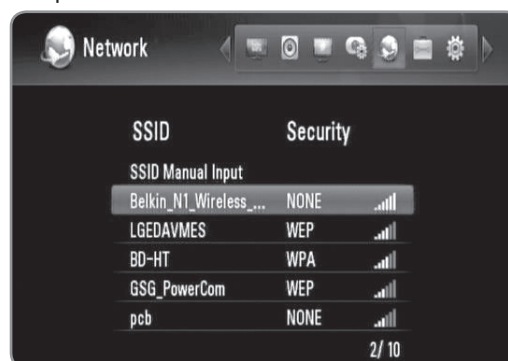 Network
SSID Security
SSID Manual Input
Belkin_N1_Wireless_... NONE
LGEDAVMES WEP
BD-HT WPA
GSG_PowerCom WEP
pcb NONE
2/ 10